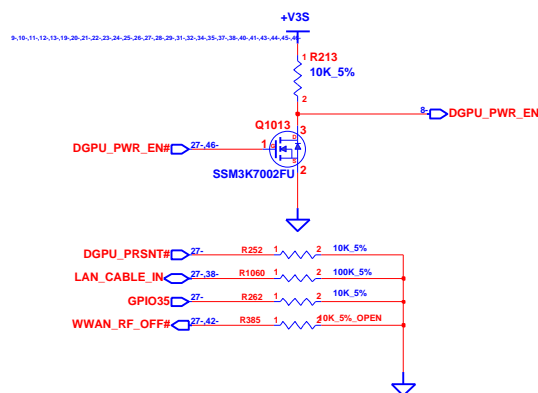 +V3S
9-,10-,11-,12-,13-,19-,20-,21-,22-,23-,24-,25-,26-,27-,28-,29-,31-,32-,34-,35-,37-,38-,40-,41-,43-,44-,45-,46-
1 R213
10K_5%
2
8- DGPU_PWR_EN
Q1013
3
DGPU_PWR_EN# 27-,46- 1 G D S
2
SSM3K7002FU
DGPU_PRSNT# 27- R252 1 2 10K_5%
LAN_CABLE_IN 27-,38- R1060 1 2 100K_5%
GPIO35 27- R262 1 2 10K_5%
WWAN_RF_OFF# 27-,42- R385 1 2 10K_5%_OPEN